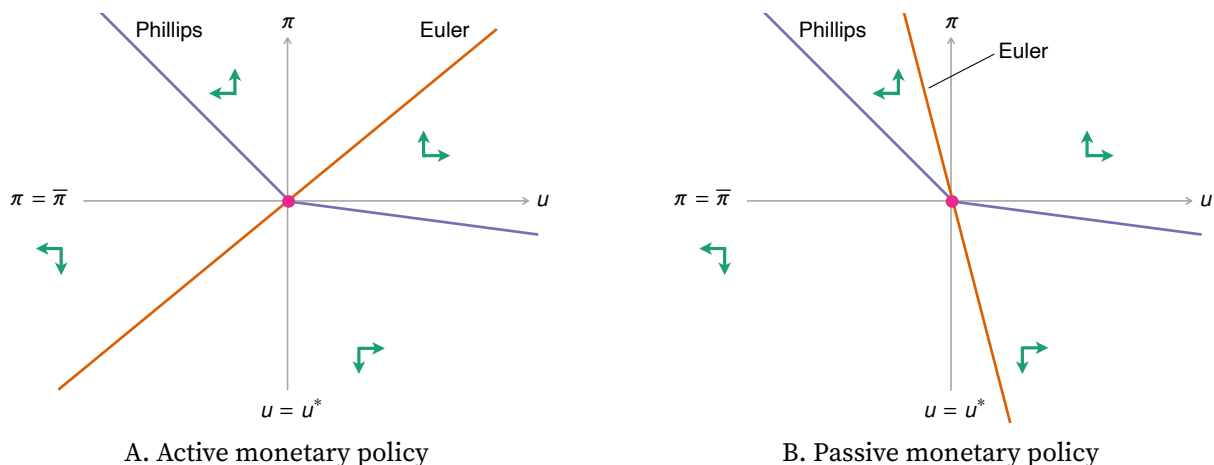 Phillips
π
Euler
π = π̅
u
u = u*
A. Active monetary policy
Phillips
π
Euler
π = π̅
u
u = u*
B. Passive monetary policy